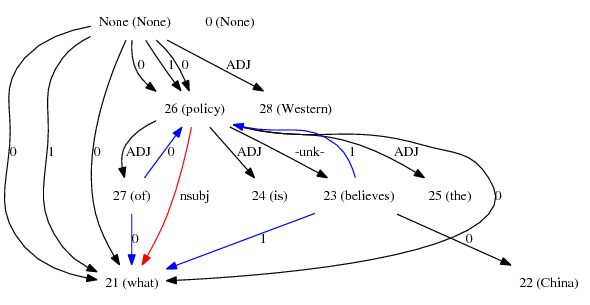 None (None) 0 (None)
0 1 0 ADJ
26 (policy) 28 (Western)
0 1 0 ADJ 0 ADJ -unk- 1 ADJ
27 (of) nsubj 24 (is) 23 (believes) 25 (the) 0
0 1 0
21 (what) 22 (China)